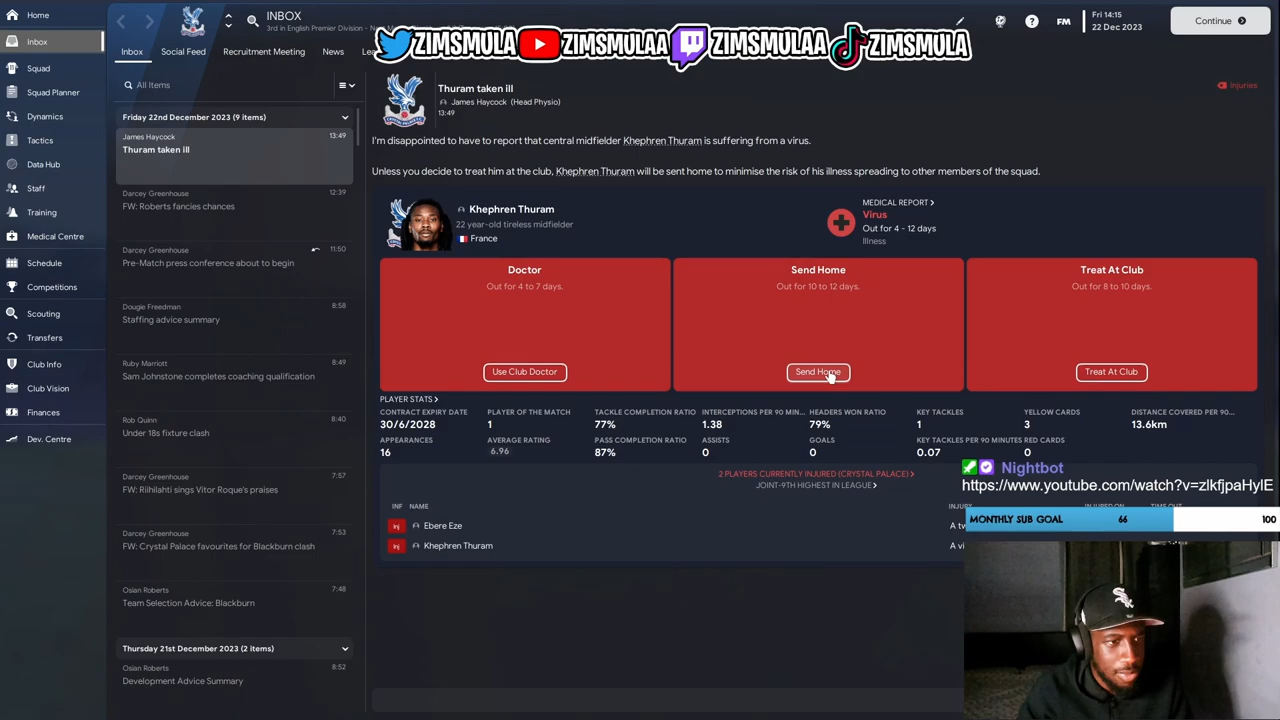 Home
Inbox
Squad
Squad Planner
Dynamics
Tactics
Data Hub
Staff
Training
Medical Centre
Schedule
Competitions
Scouting
Transfers
Club Info
Club Vision
Finances
Dev. Centre
INBOX
3rd in English Premier Division
FM
Fri 14:15
22 Dec 2023
Continue
Inbox
Social Feed
Recruitment Meeting
News
ZIMSMULA
ZIMSMULAA
ZIMSMULAA
ZIMSMULA
All Items
Friday 22nd December 2023 (9 items)
James Haycock 13:49
Thuram taken ill
Darcey Greenhouse 12:39
FW: Roberts fancies chances
Darcey Greenhouse 11:50
Pre-Match press conference about to begin
Dougie Freedman 8:58
Staffing advice summary
Ruby Marriott 8:49
Sam Johnstone completes coaching qualification
Rob Quinn 8:40
Under 18s fixture clash
Darcey Greenhouse 7:57
FW: Riihilahti sings Vitor Roque's praises
Darcey Greenhouse 7:53
FW: Crystal Palace favourites for Blackburn clash
Osian Roberts 7:48
Team Selection Advice: Blackburn
Thursday 21st December 2023 (2 items)
Osian Roberts 8:52
Development Advice Summary
Thuram taken ill
James Haycock (Head Physio)
13:49
Injuries
I'm disappointed to have to report that central midfielder Khephren Thuram is suffering from a virus.
Unless you decide to treat him at the club, Khephren Thuram will be sent home to minimise the risk of his illness spreading to other members of the squad.
Khephren Thuram
22 year-old tireless midfielder
France
MEDICAL REPORT >
Virus
Out for 4 - 12 days
Illness
Doctor
Out for 4 to 7 days.
Use Club Doctor
Send Home
Out for 10 to 12 days.
Send Home
Treat At Club
Out for 8 to 10 days.
Treat At Club
PLAYER STATS >
CONTRACT EXPIRY DATE PLAYER OF THE MATCH TACKLE COMPLETION RATIO INTERCEPTIONS PER 90 MIN... HEADERS WON RATIO KEY TACKLES YELLOW CARDS DISTANCE COVERED PER 90...
30/6/2028 1 77% 1.38 79% 1 3 13.6km
APPEARANCES AVERAGE RATING PASS COMPLETION RATIO ASSISTS GOALS KEY TACKLES PER 90 MINUTES RED CARDS
16 6.96 87% 0 0 0.07 0
2 PLAYERS CURRENTLY INJURED (CRYSTAL PALACE) >
JOINT-9TH HIGHEST IN LEAGUE >
INF NAME
Inj Ebere Eze
Inj Khephren Thuram
Nightbot
https://www.youtube.com/watch?v=zlkfjpaHylE
MONTHLY SUB GOAL 66 100